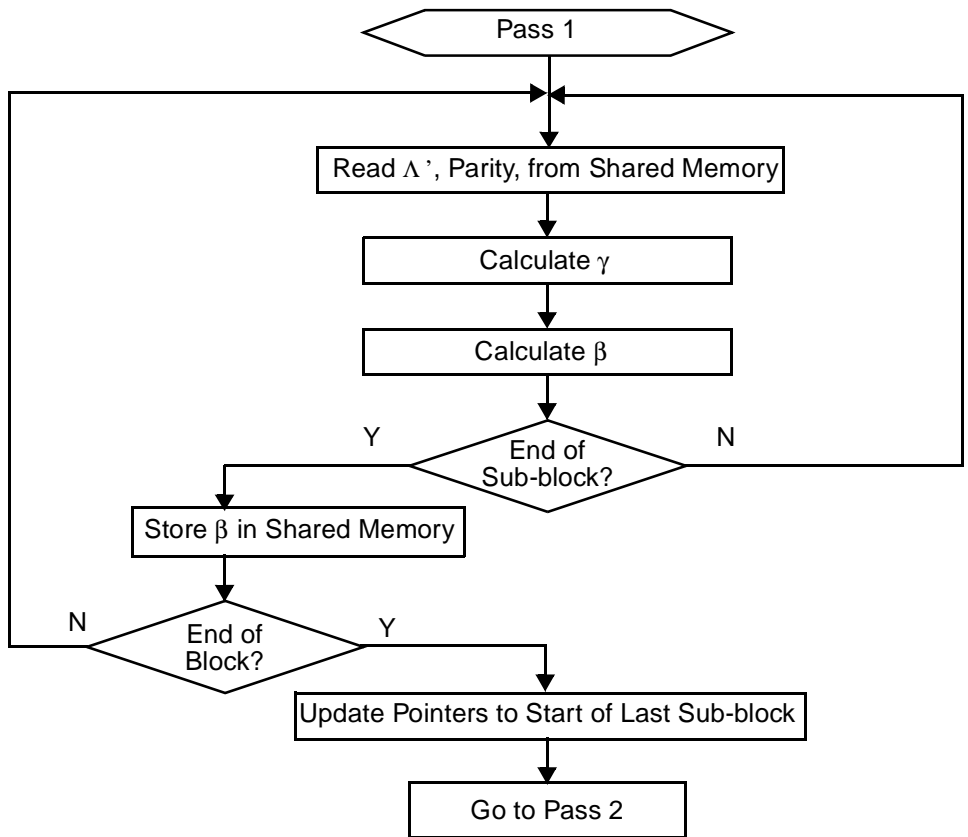 Pass 1
Read Λ ’, Parity, from Shared Memory
Calculate γ
Calculate β
Y
End of
Sub-block?
N
Store β in Shared Memory
N
End of
Block?
Y
Update Pointers to Start of Last Sub-block
Go to Pass 2